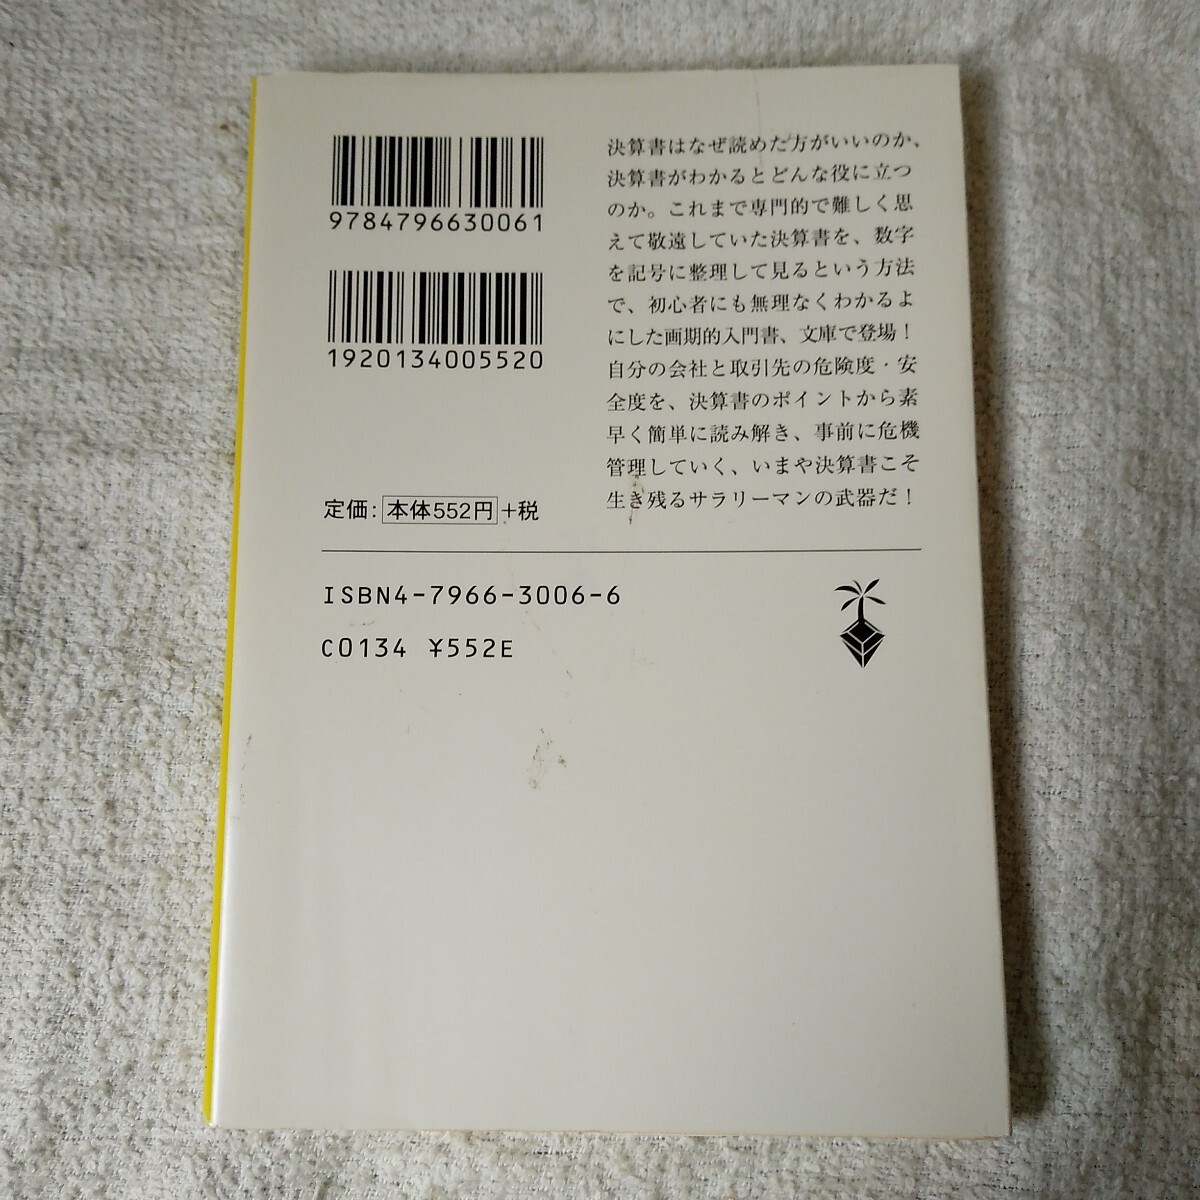 9784796630061
1920134005520
定価：本体552円+税
決算書はなぜ読めた方がいいのか、
決算書がわかるとどんな役に立つ
のか。これまで専門的で難しく思
えて敬遠していた決算書を、数字
を記号に整理して見るという方法
で、初心者にも無理なくわかるよ
にした画期的入門書、文庫で登場！
自分の会社と取引先の危険度・安
全度を、決算書のポイントから素
早く簡単に読み解き、事前に危機
管理していく、いまや決算書こそ
生き残るサラリーマンの武器だ！
ISBN4-7966-3006-6
C0134 ¥552E